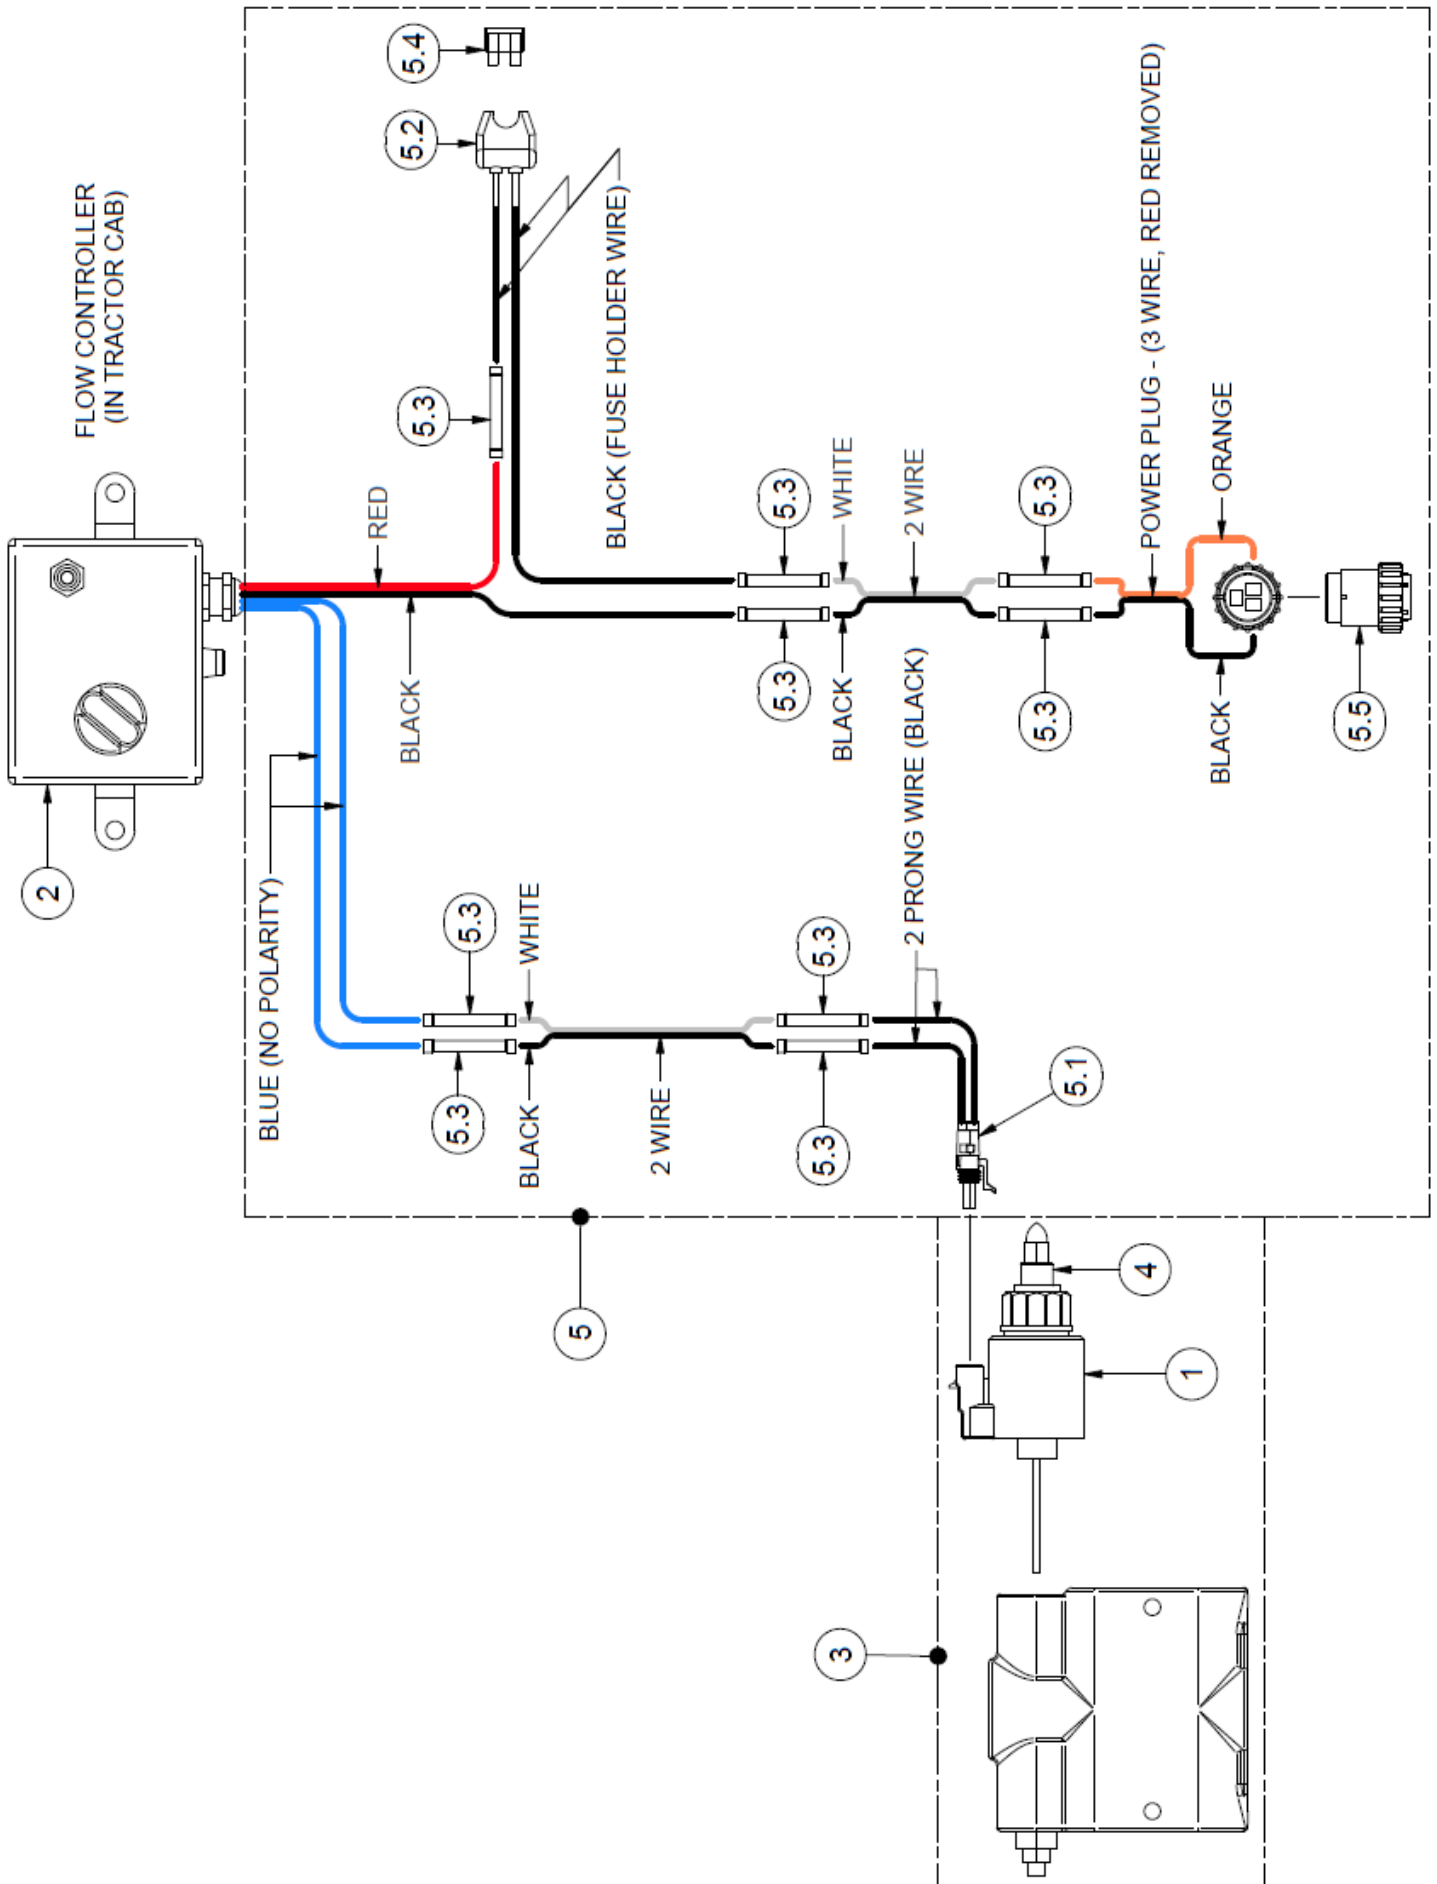 FLOW CONTROLLER
(IN TRACTOR CAB)
2
BLUE (NO POLARITY)
BLACK
RED
5.3
5.2
5.4
BLACK (FUSE HOLDER WIRE)
5.3
5.3
BLACK
WHITE
2 WIRE
5.3
5.3
BLACK
WHITE
2 WIRE
5.3
5.3
2 PRONG WIRE (BLACK)
5.1
5.3
5.3
POWER PLUG - (3 WIRE, RED REMOVED)
BLACK
ORANGE
5.5
5
4
1
3